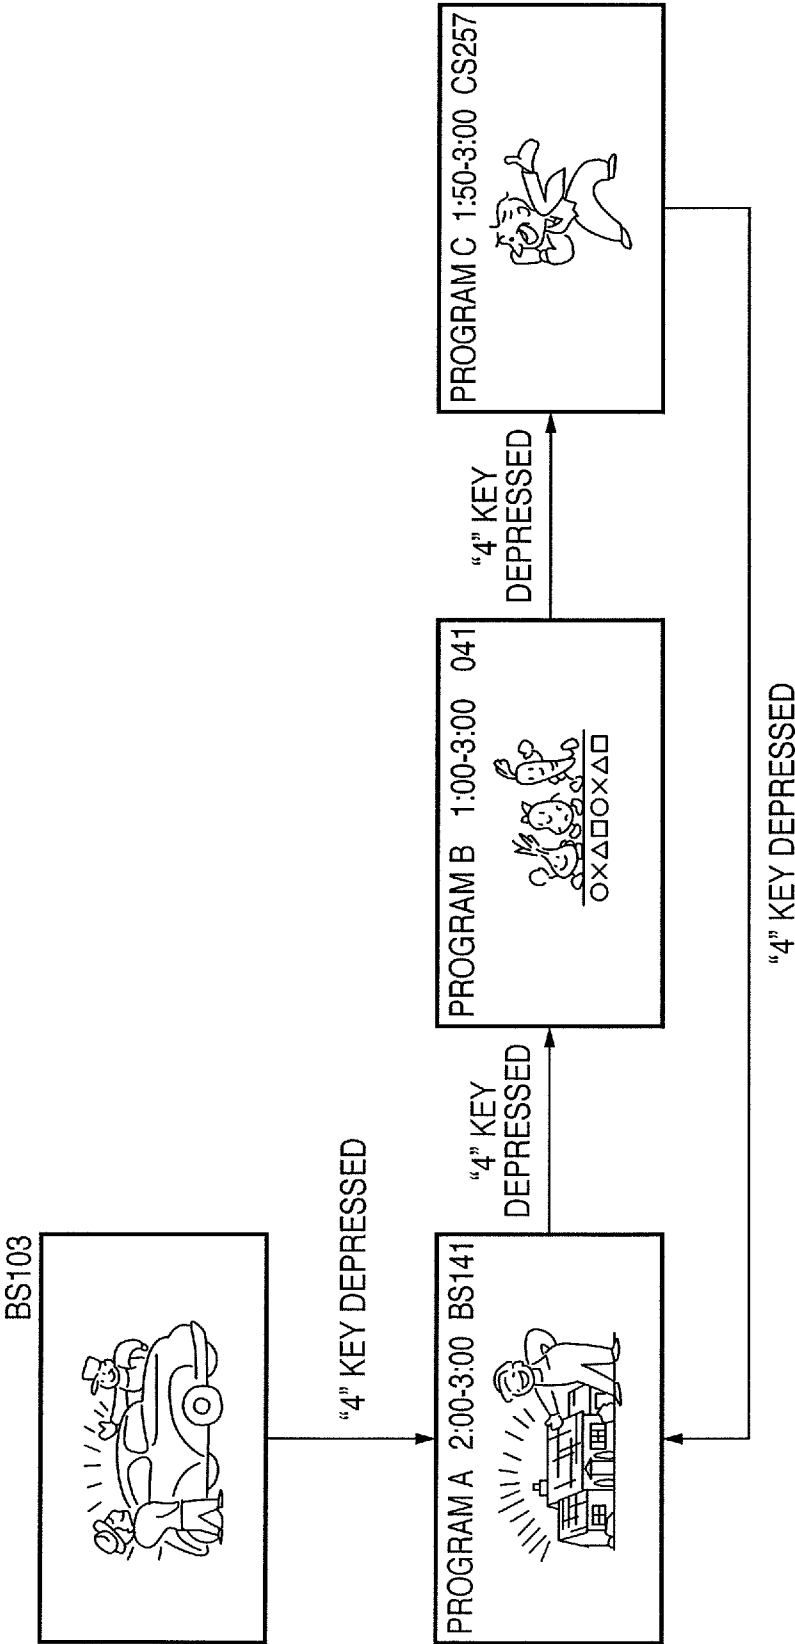 BS103
“4” KEY DEPRESSED
PROGRAM A 2:00-3:00 BS141
“4” KEY
DEPRESSED
PROGRAM B 1:00-3:00 041
○×△□○×△□
“4” KEY
DEPRESSED
PROGRAM C 1:50-3:00 CS257
“4” KEY DEPRESSED